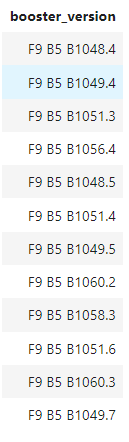 booster_version
F9 B5 B1048.4
F9 B5 B1049.4
F9 B5 B1051.3
F9 B5 B1056.4
F9 B5 B1048.5
F9 B5 B1051.4
F9 B5 B1049.5
F9 B5 B1060.2
F9 B5 B1058.3
F9 B5 B1051.6
F9 B5 B1060.3
F9 B5 B1049.7